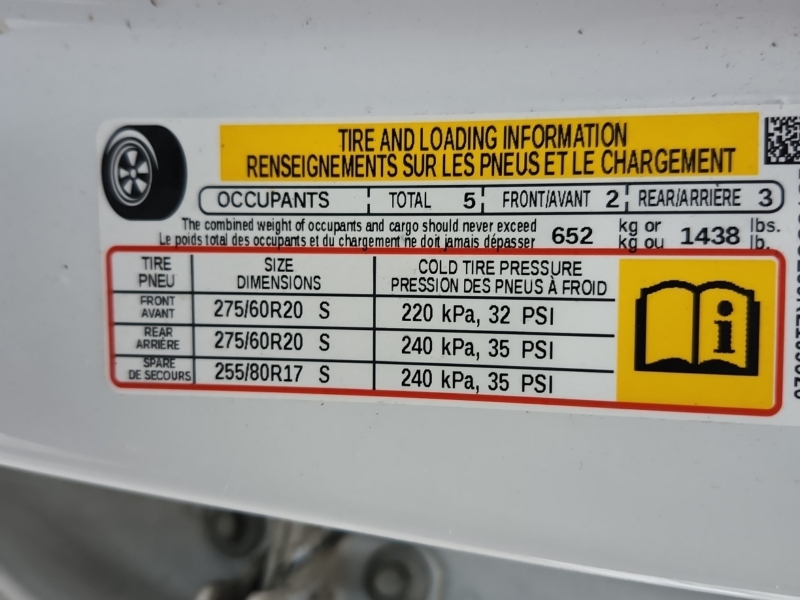 TIRE AND LOADING INFORMATION
RENSEIGNEMENTS SUR LES PNEUS ET LE CHARGEMENT
OCCUPANTS TOTAL 5 FRONT/AVANT 2 REAR/ARRIÈRE 3
The combined weight of occupants and cargo should never exceed 652 kg or 1438 lbs.
Le poids total des occupants et du chargement ne doit jamais dépasser kg ou lb.
TIRE SIZE COLD TIRE PRESSURE
PNEU DIMENSIONS PRESSION DES PNEUS À FROID
FRONT AVANT 275/60R20 S 220 kPa, 32 PSI
REAR ARRIÈRE 275/60R20 S 240 kPa, 35 PSI
SPARE DE SECOURS 255/80R17 S 240 kPa, 35 PSI